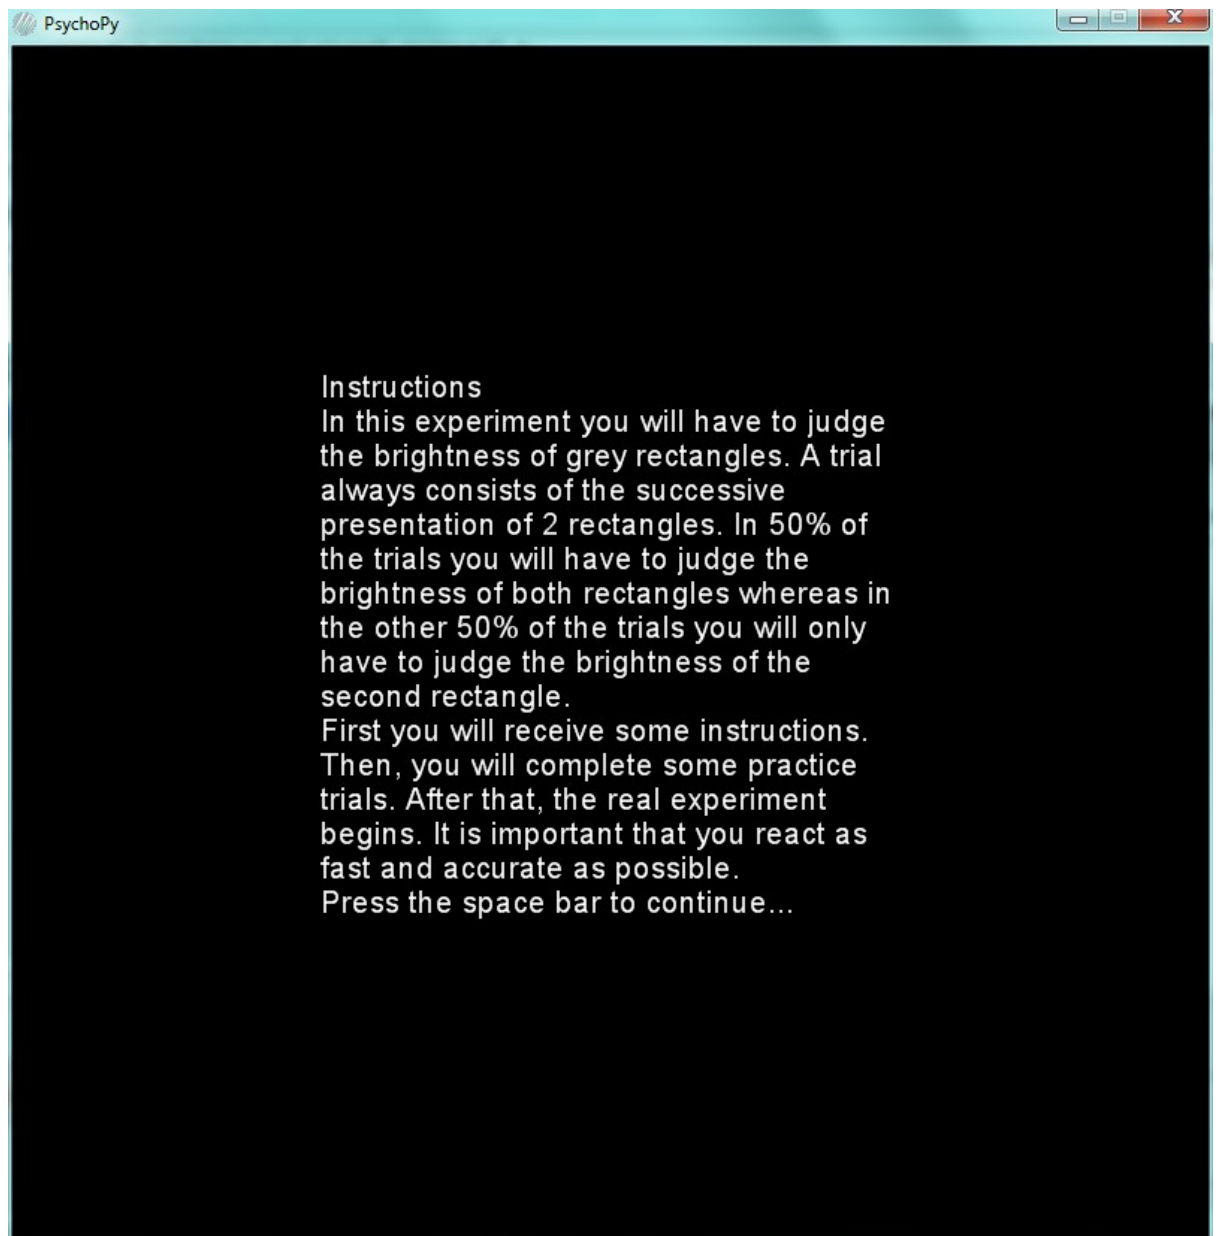 PsychoPy
Instructions
In this experiment you will have to judge
the brightness of grey rectangles. A trial
always consists of the successive
presentation of 2 rectangles. In 50% of
the trials you will have to judge the
brightness of both rectangles whereas in
the other 50% of the trials you will only
have to judge the brightness of the
second rectangle.
First you will receive some instructions.
Then, you will complete some practice
trials. After that, the real experiment
begins. It is important that you react as
fast and accurate as possible.
Press the space bar to continue...